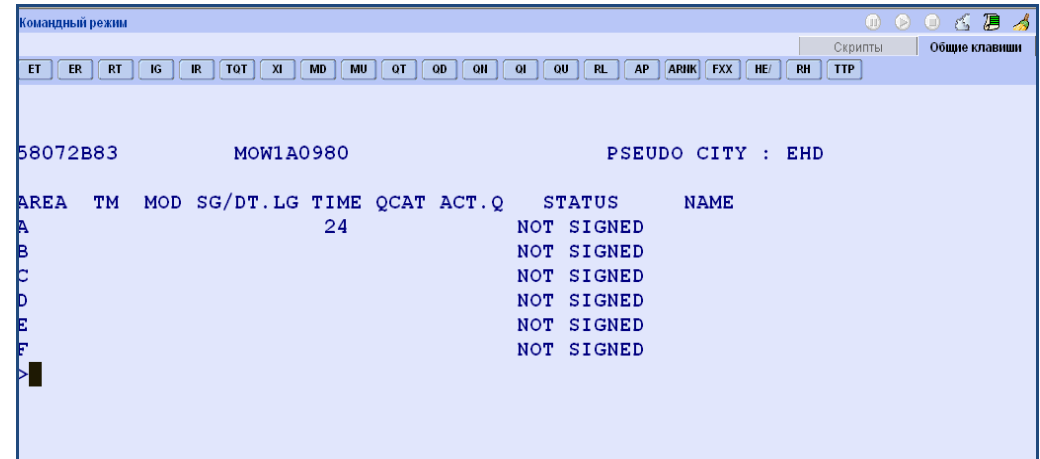 Командный режим
Скрипты Общие клавиши
ET ER RT IG IR TQT XI MD MU QT QD QN QI QU RL AP ARNK FXX HE/ RH TTP
58072B83 MOW1A0980 PSEUDO CITY : EHD
AREA TM MOD SG/DT.LG TIME QCAT ACT.Q STATUS NAME
A 24 NOT SIGNED
B NOT SIGNED
C NOT SIGNED
D NOT SIGNED
E NOT SIGNED
F NOT SIGNED
>